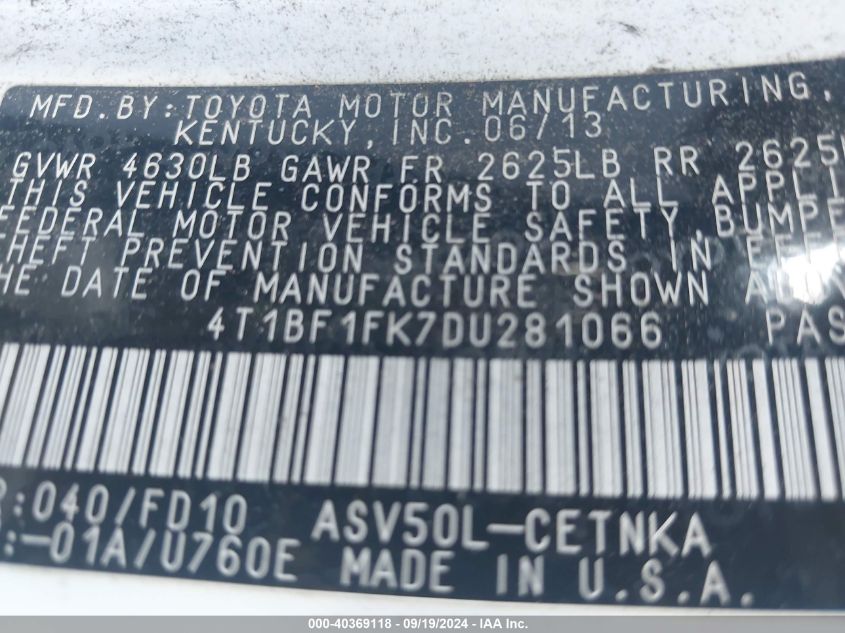 MFD. BY: TOYOTA MOTOR MANUFACTURING,
KENTUCKY, INC. 06/13
GVWR 4630LB GAWR FR 2625LB RR 2625
THIS VEHICLE CONFORMS TO ALL APPLI
FEDERAL MOTOR VEHICLE SAFETY, BUMPE
THEFT PREVENTION STANDARDS IN EFF
HE DATE OF MANUFACTURE SHOWN
4T1BF1FK7DU281066 PAS
:040/FD10 ASV50L-CETNKA
:-01A/U760E MADE IN U.S.A.
000-40369118 - 09/19/2024 - IAA Inc.